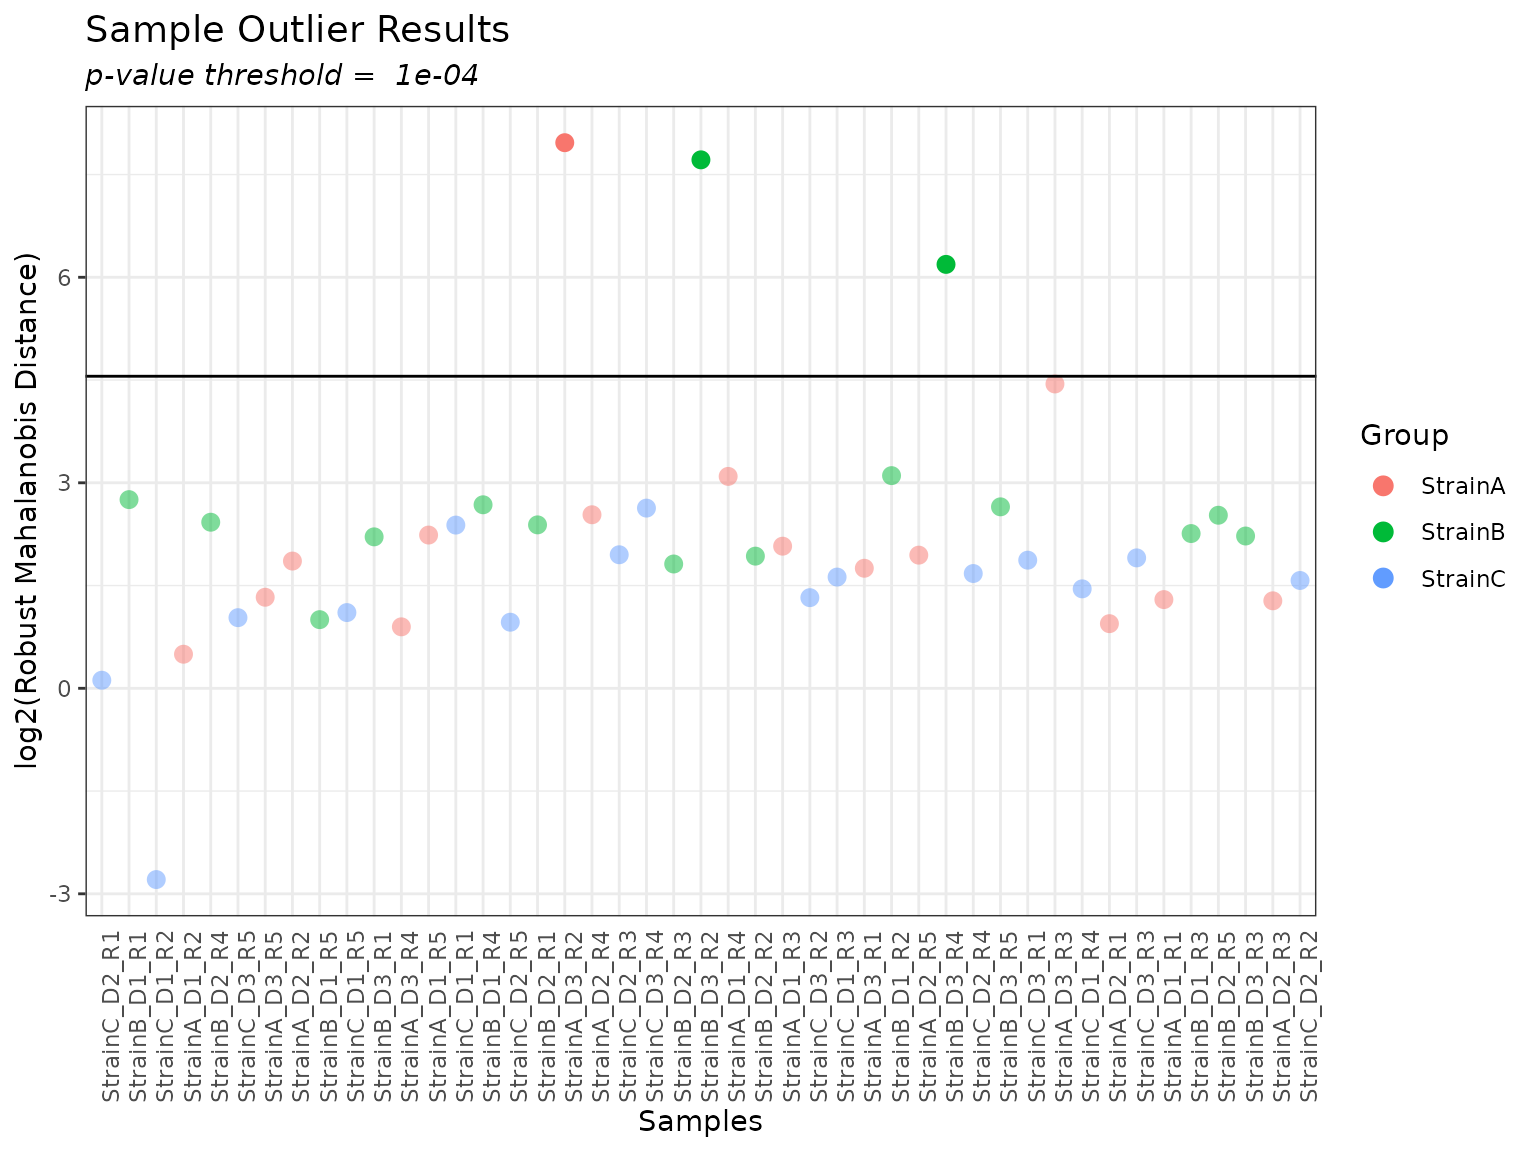 Sample Outlier Results
p-value threshold =  1e-04
log2(Robust Mahalanobis Distance)
6
3
0
-3
StrainC_D2_R1
StrainB_D1_R1
StrainC_D1_R2
StrainA_D1_R2
StrainB_D2_R4
StrainC_D3_R5
StrainA_D3_R5
StrainA_D2_R2
StrainB_D1_R5
StrainC_D1_R5
StrainB_D3_R1
StrainA_D3_R4
StrainA_D1_R5
StrainC_D1_R1
StrainB_D1_R4
StrainC_D2_R5
StrainB_D2_R1
StrainA_D3_R2
StrainA_D2_R4
StrainC_D2_R3
StrainC_D3_R4
StrainB_D2_R3
StrainB_D3_R2
StrainA_D1_R4
StrainB_D2_R2
StrainA_D1_R3
StrainC_D3_R2
StrainC_D1_R3
StrainA_D3_R1
StrainB_D1_R2
StrainA_D2_R5
StrainB_D3_R4
StrainC_D2_R4
StrainB_D3_R5
StrainC_D3_R1
StrainA_D3_R3
StrainC_D1_R4
StrainA_D2_R1
StrainC_D3_R3
StrainA_D1_R1
StrainB_D1_R3
StrainB_D2_R5
StrainB_D3_R3
StrainA_D2_R3
StrainC_D2_R2
Samples
Group
StrainA
StrainB
StrainC